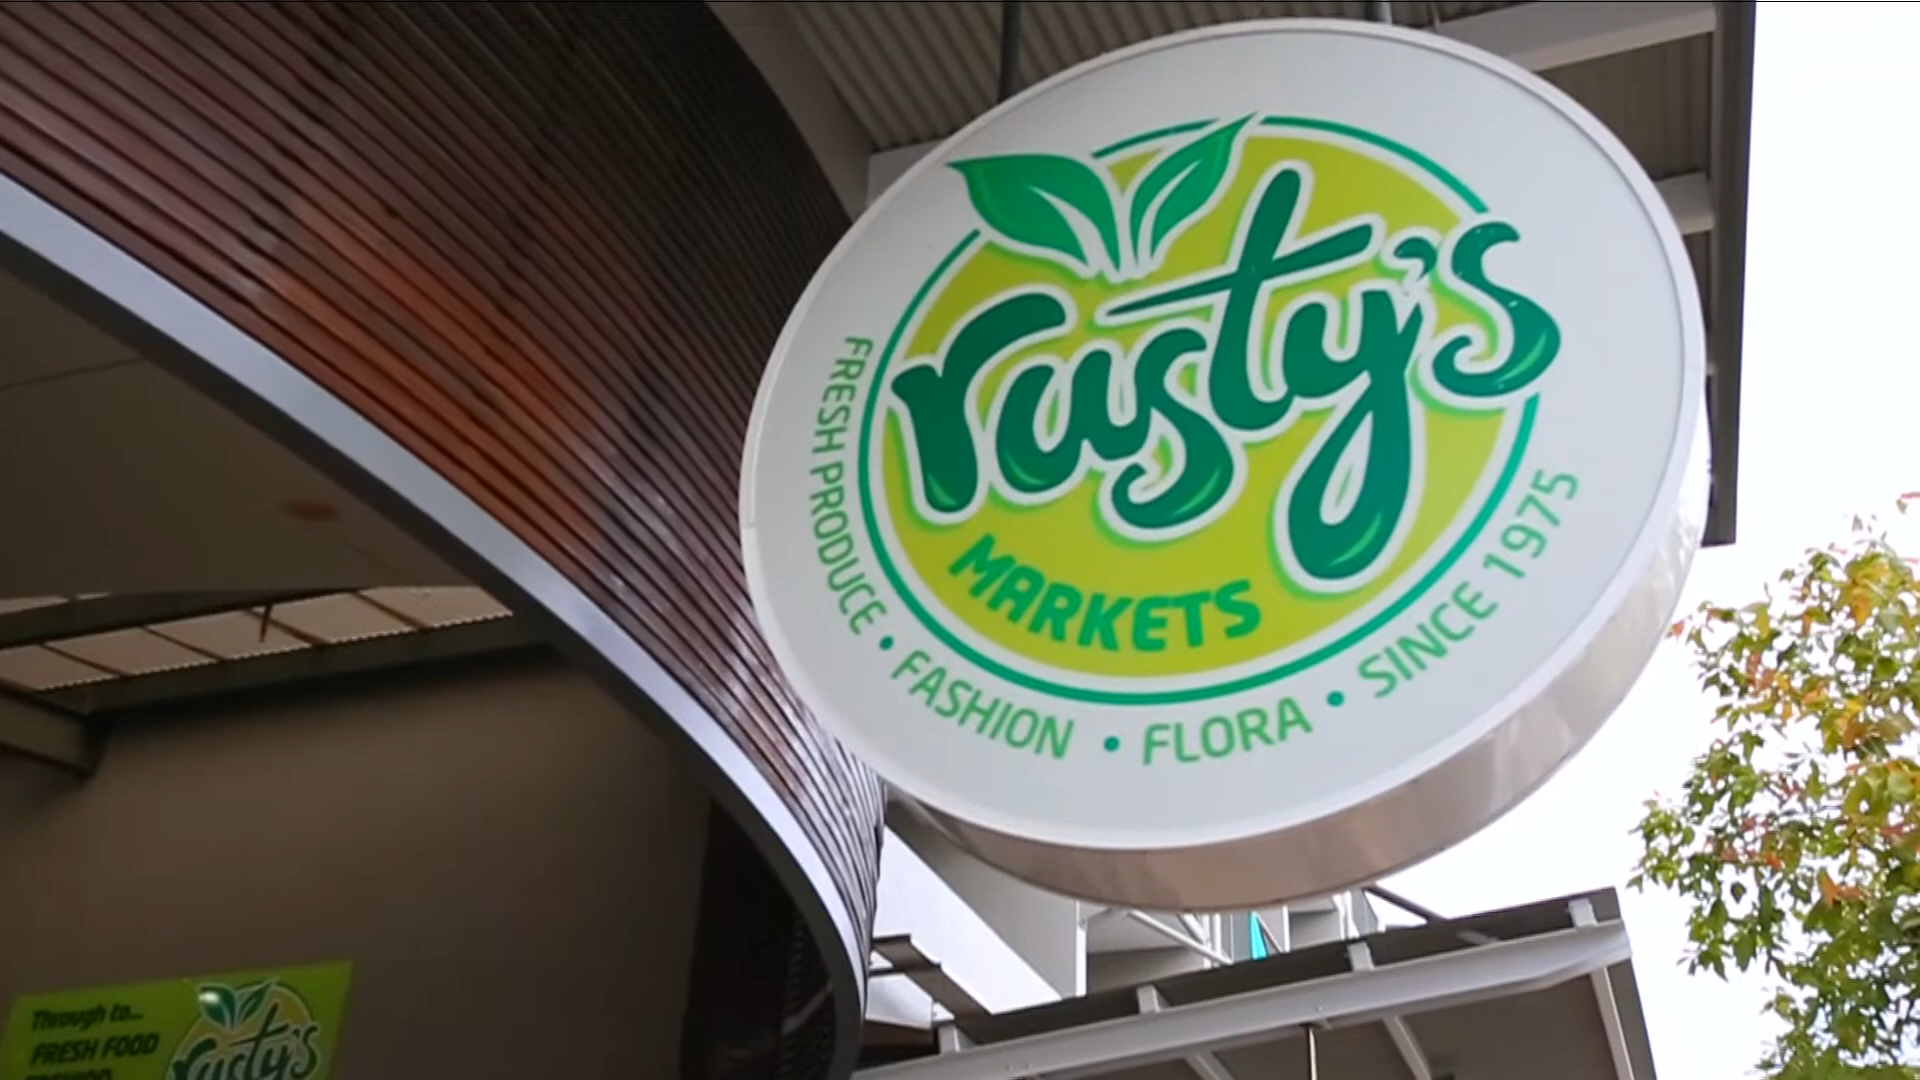 rusty's
MARKETS
FRESH PRODUCE • FASHION • FLORA • SINCE 1975
Through to...
FRESH FOOD
rusty's